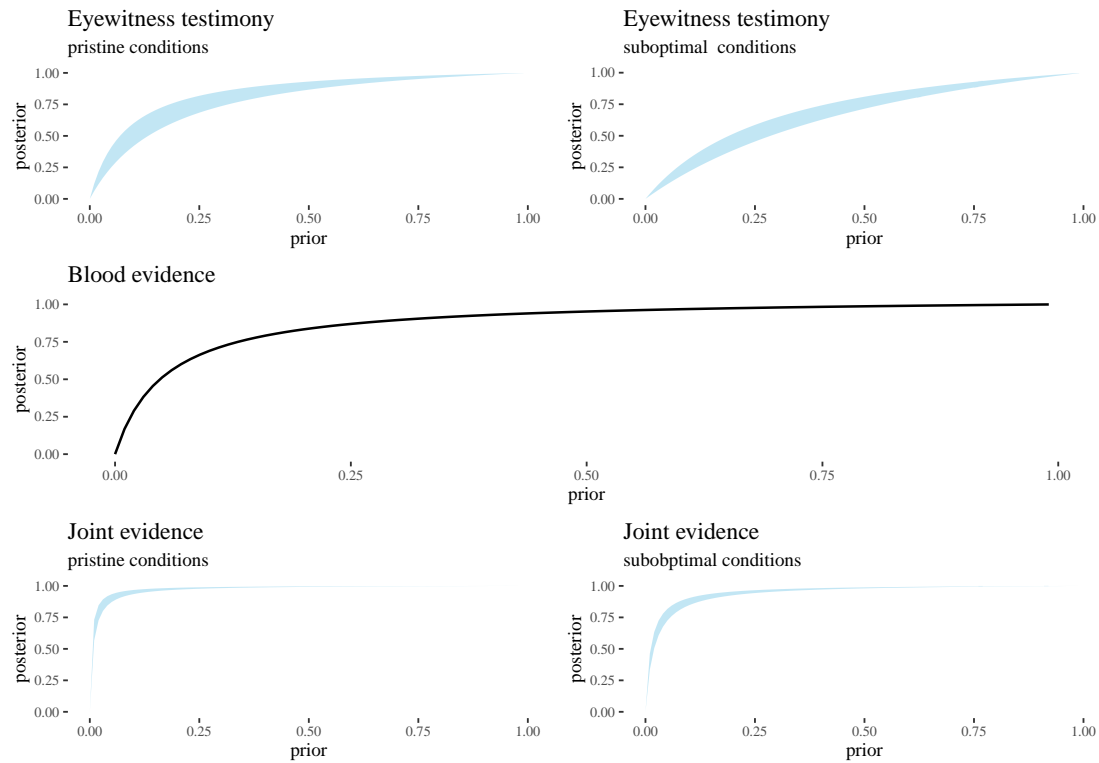 Eyewitness testimony
pristine conditions
1.00
0.75
0.50
0.25
0.00
posterior
0.00 0.25 0.50 0.75 1.00
prior
Eyewitness testimony
suboptimal  conditions
1.00
0.75
0.50
0.25
0.00
posterior
0.00 0.25 0.50 0.75 1.00
prior
Blood evidence
1.00
0.75
0.50
0.25
0.00
posterior
0.00 0.25 0.50 0.75 1.00
prior
Joint evidence
pristine conditions
1.00
0.75
0.50
0.25
0.00
posterior
0.00 0.25 0.50 0.75 1.00
prior
Joint evidence
subobptimal conditions
1.00
0.75
0.50
0.25
0.00
posterior
0.00 0.25 0.50 0.75 1.00
prior